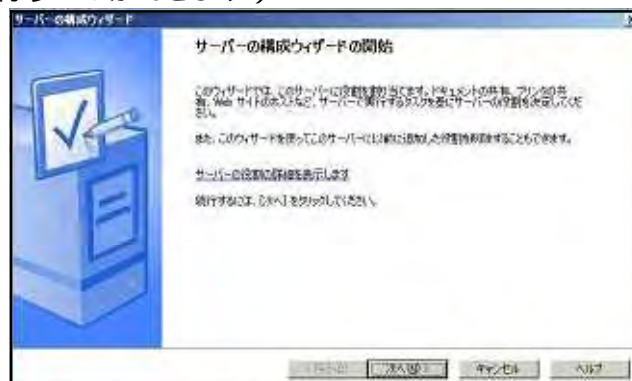 サーバーの構成ウィザード
サーバーの構成ウィザードの開始
このウィザードでは、このサーバーに役割を割り当てます。ドキュメントの共有、プリンタの共
有、Web サイトのホストなど、サーバーで実行するタスクを基にサーバーの役割を決定してくだ
さい。
また、このウィザードを使ってこのサーバーに以前に追加した役割を削除することもできます。
サーバーの役割の詳細を表示します
続行するには、[次へ] をクリックしてください。
次へ(N) > キャンセル ヘルプ